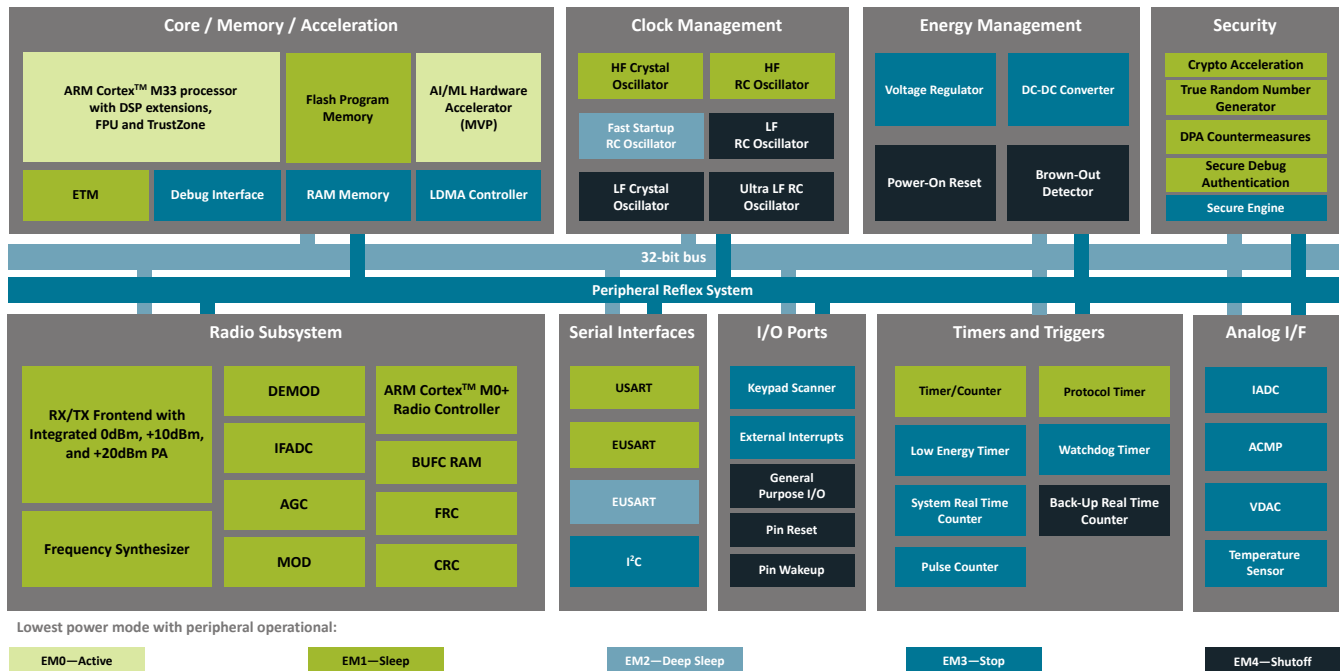 Core / Memory / Acceleration
ARM Cortex™ M33 processor
with DSP extensions,
FPU and TrustZone
Flash Program
Memory
AI/ML Hardware
Accelerator
(MVP)
ETM
Debug Interface
RAM Memory
LDMA Controller
Clock Management
HF Crystal
Oscillator
HF
RC Oscillator
Fast Startup
RC Oscillator
LF
RC Oscillator
LF Crystal
Oscillator
Ultra LF RC
Oscillator
Energy Management
Voltage Regulator
DC-DC Converter
Power-On Reset
Brown-Out
Detector
Security
Crypto Acceleration
True Random Number
Generator
DPA Countermeasures
Secure Debug
Authentication
Secure Engine
32-bit bus
Peripheral Reflex System
Radio Subsystem
RX/TX Frontend with
Integrated 0dBm, +10dBm,
and +20dBm PA
Frequency Synthesizer
DEMOD
IFADC
AGC
MOD
ARM Cortex™ M0+
Radio Controller
BUFC RAM
FRC
CRC
Serial Interfaces
USART
EUSART
EUSART
I²C
I/O Ports
Keypad Scanner
External Interrupts
General
Purpose I/O
Pin Reset
Pin Wakeup
Timers and Triggers
Timer/Counter
Protocol Timer
Low Energy Timer
Watchdog Timer
System Real Time
Counter
Back-Up Real Time
Counter
Pulse Counter
Analog I/F
IADC
ACMP
VDAC
Temperature
Sensor
Lowest power mode with peripheral operational:
EM0—Active
EM1—Sleep
EM2—Deep Sleep
EM3—Stop
EM4—Shutoff